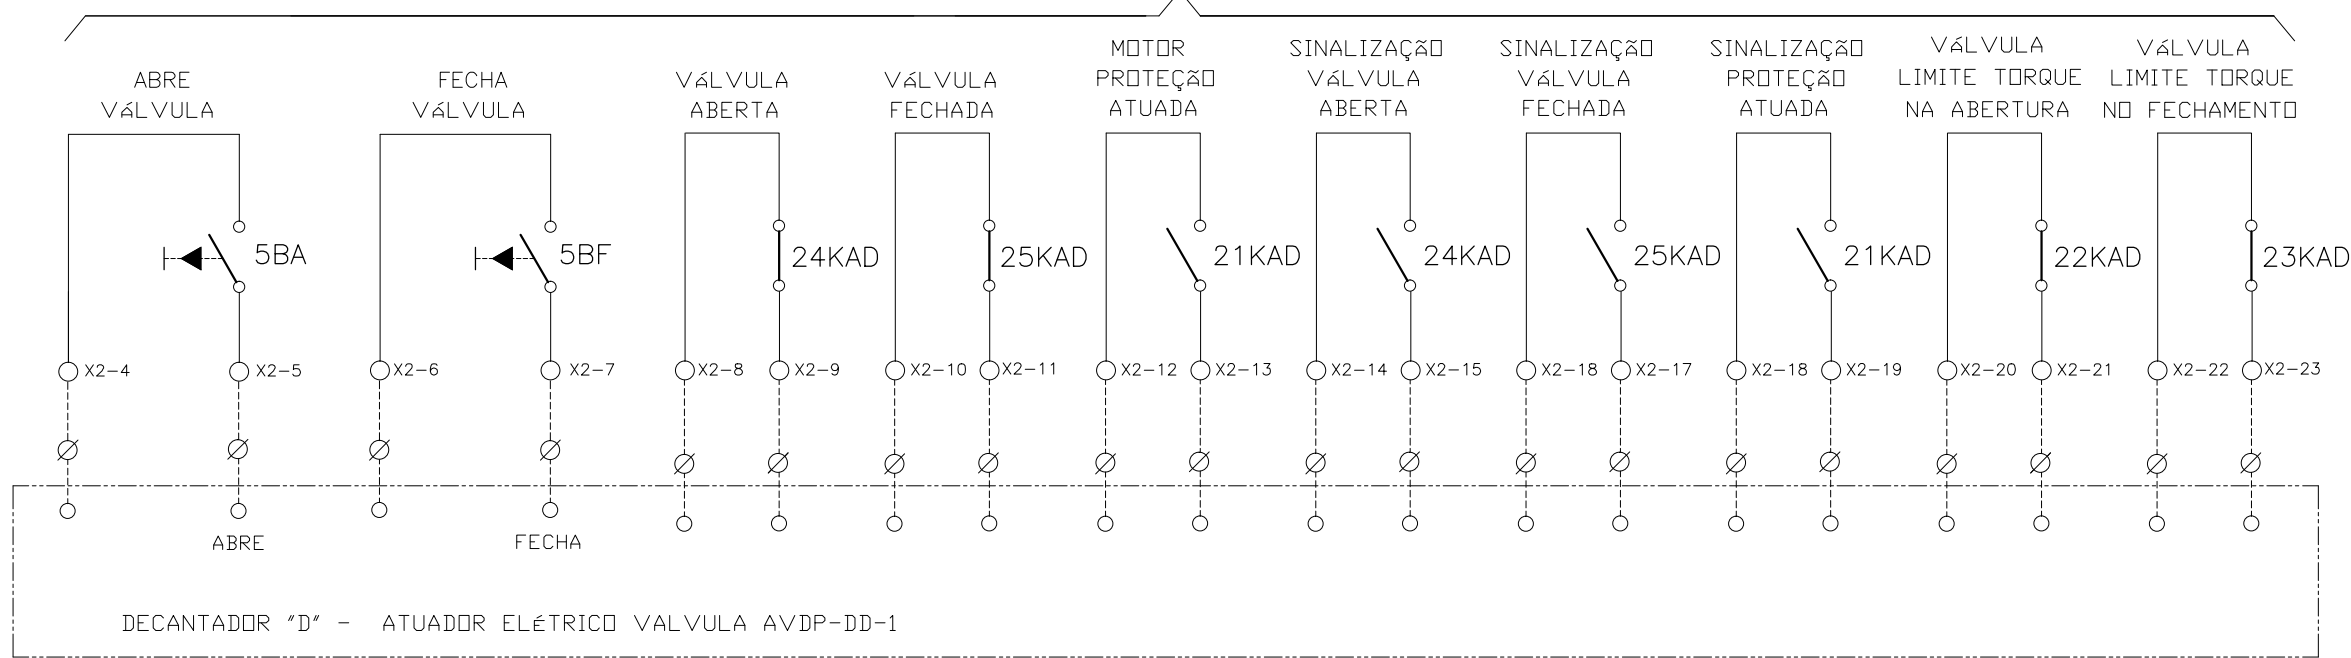 ABRE
VáLVULA
FECHA
VáLVULA
VáLVULA
ABERTA
VáLVULA
FECHADA
MOTOR
PROTEÇãO
ATUADA
SINALIZAÇãO
VáLVULA
ABERTA
SINALIZAÇãO
VáLVULA
FECHADA
SINALIZAÇãO
PROTEÇãO
ATUADA
VáLVULA
LIMITE TORQUE
NA ABERTURA
VáLVULA
LIMITE TORQUE
NO FECHAMENTO
5BA
5BF
24KAD
25KAD
21KAD
24KAD
25KAD
21KAD
22KAD
23KAD
X2-4
X2-5
X2-6
X2-7
X2-8
X2-9
X2-10
X2-11
X2-12
X2-13
X2-14
X2-15
X2-18
X2-17
X2-18
X2-19
X2-20
X2-21
X2-22
X2-23
ABRE
FECHA
DECANTADOR "D" - ATUADOR ELéTRICO VALVULA AVDP-DD-1